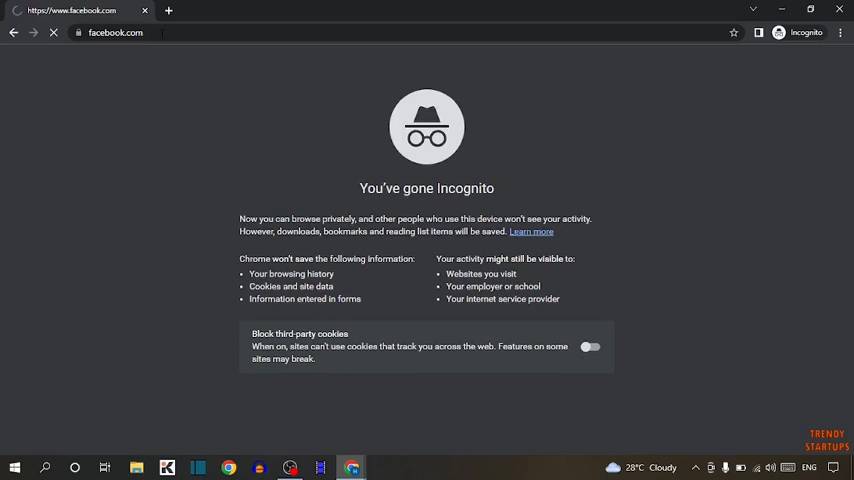 https://www.facebook.com
facebook.com
Incognito
You've gone Incognito
Now you can browse privately, and other people who use this device won't see your activity.
However, downloads, bookmarks and reading list items will be saved. Learn more
Chrome won't save the following information:
• Your browsing history
• Cookies and site data
• Information entered in forms
Your activity might still be visible to:
• Websites you visit
• Your employer or school
• Your internet service provider
Block third-party cookies
When on, sites can't use cookies that track you across the web. Features on some
sites may break.
TRENDY
STARTUPS
28°C Cloudy
ENG